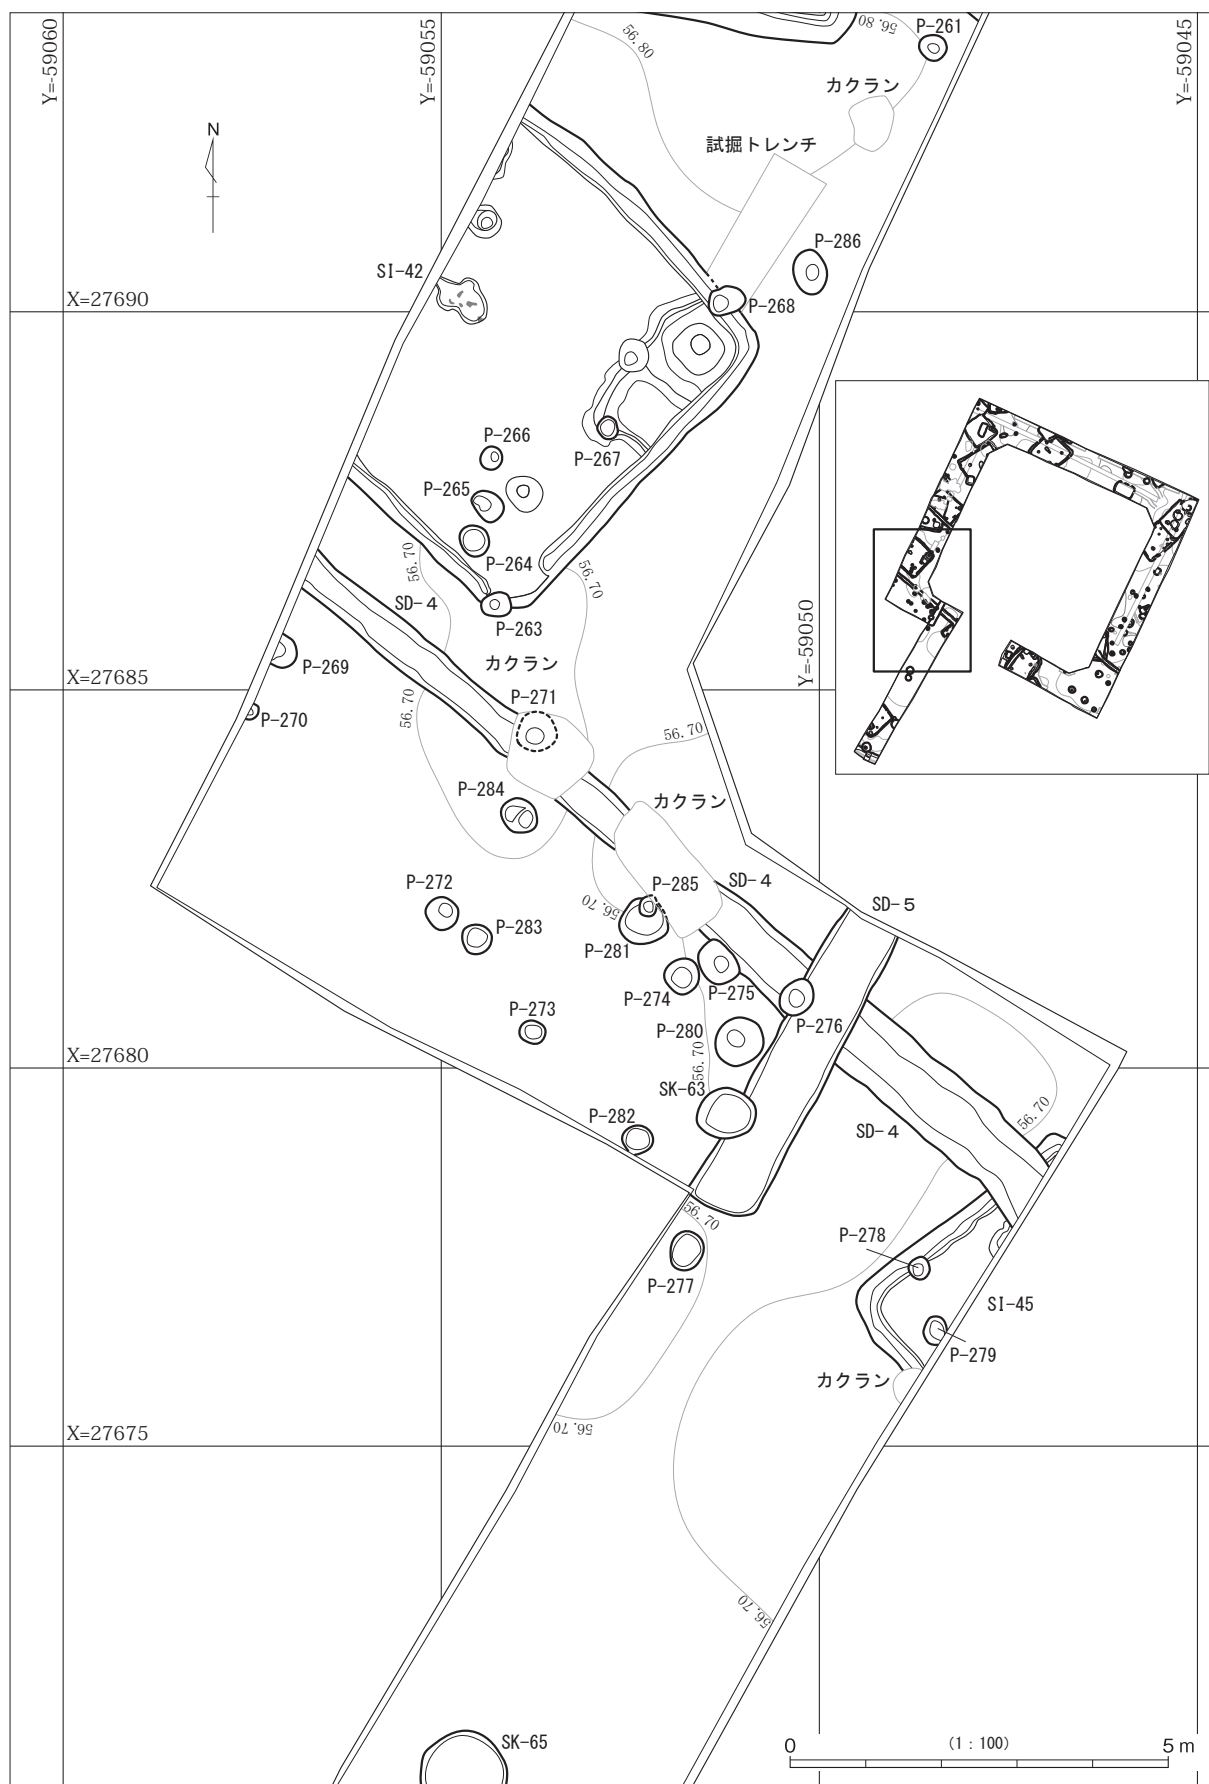 Y=-59060
Y=-59055
Y=-59045
56.80
56.80
P-261
カクラン
N
試掘トレンチ
P-286
SI-42
X=27690
P-268
P-266
P-267
P-265
P-264
56.70
56.70
SD-4
P-263
Y=-59050
カクラン
P-269
X=27685
P-271
56.70
P-270
56.70
P-284
カクラン
P-272
P-285
SD-4
SD-5
56.70
P-283
P-281
P-274
P-275
P-273
P-280
P-276
X=27680
56.70
SK-63
56.70
P-282
SD-4
56.70
P-278
P-277
SI-45
P-279
カクラン
X=27675
56.70
56.70
SK-65
0
(1：100)
5 m